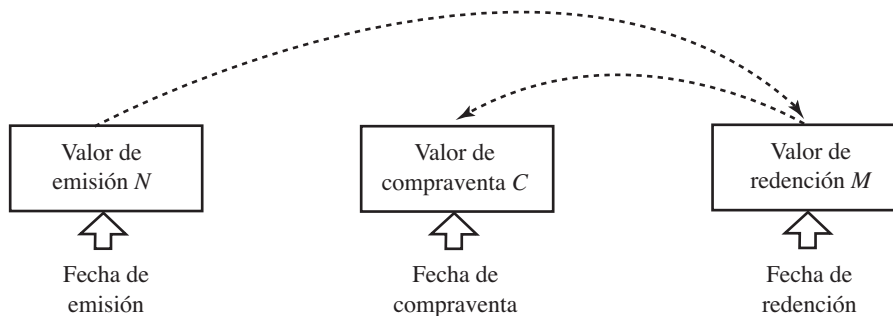 Valor de
emisión N
Valor de
compraventa C
Valor de
redención M
Fecha de
emisión
Fecha de
compraventa
Fecha de
redención